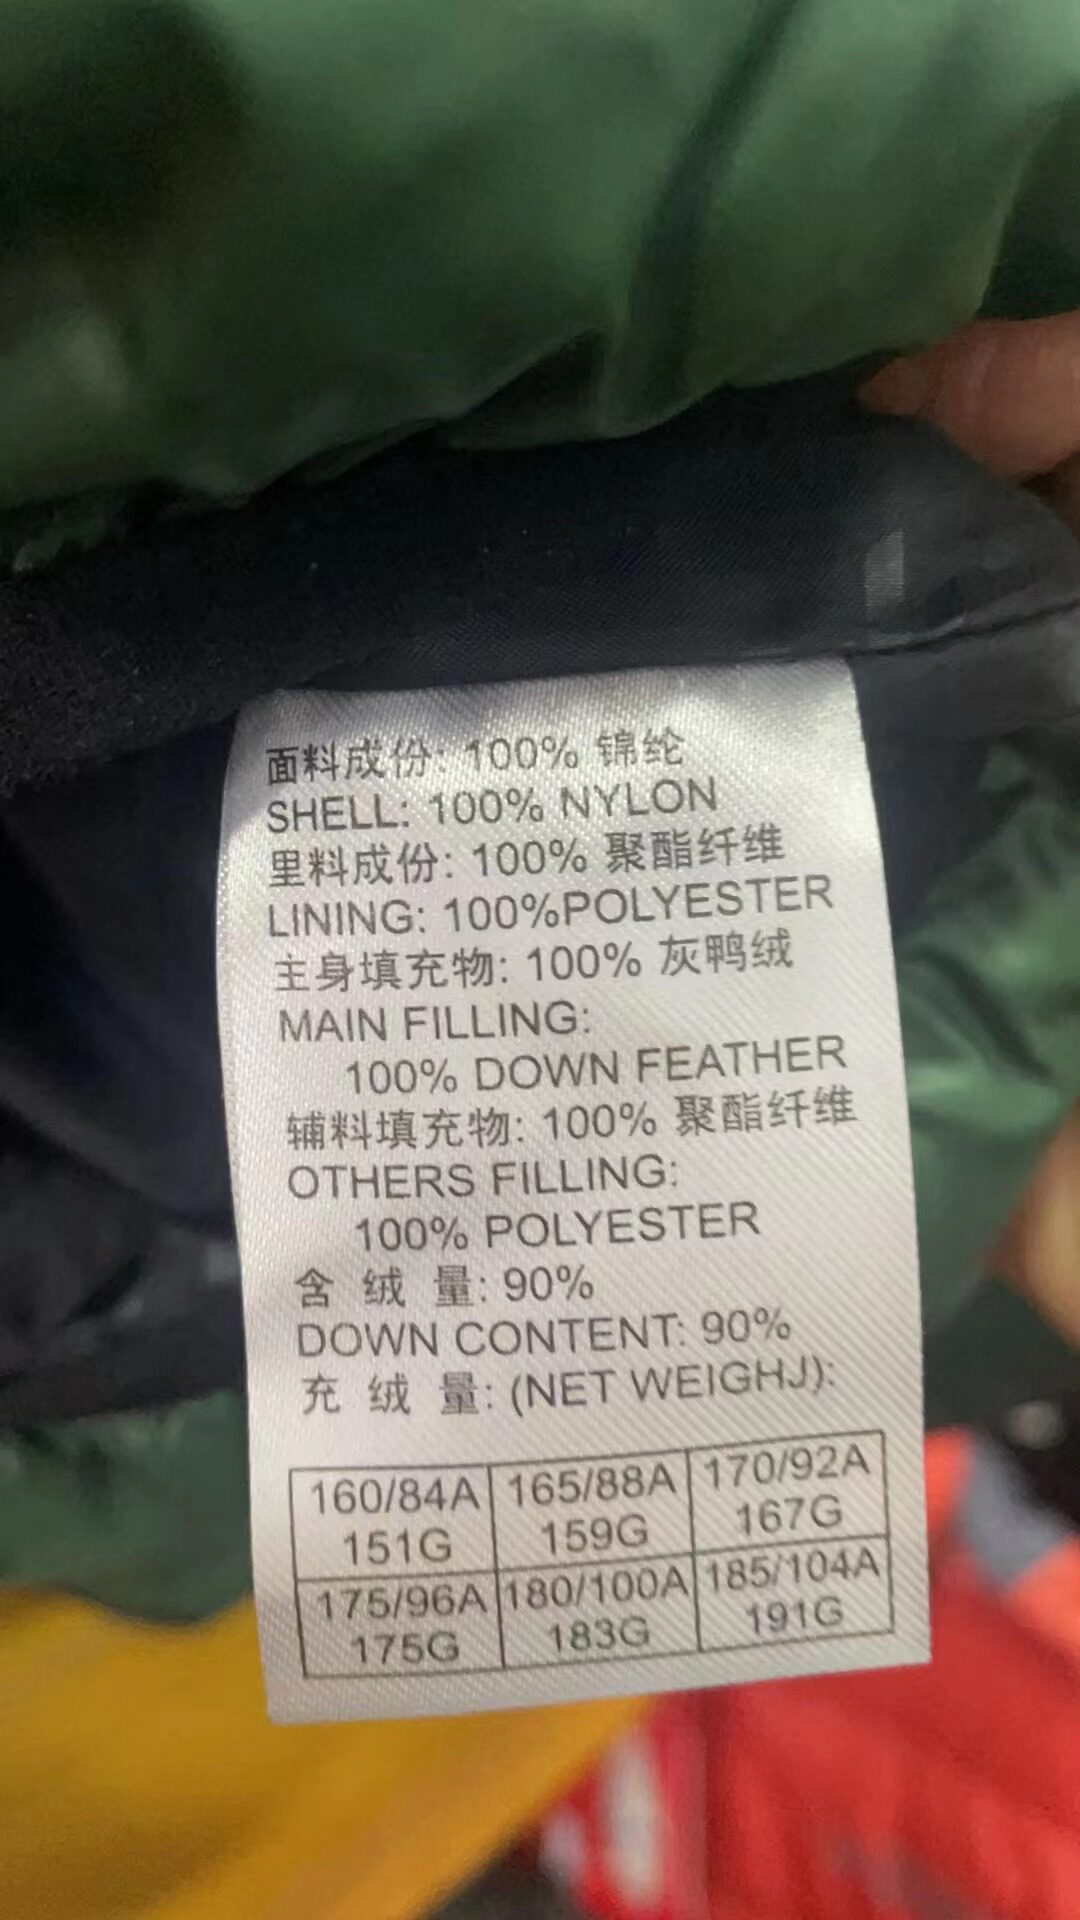 面料成份: 100% 锦纶
SHELL: 100% NYLON
里料成份: 100% 聚酯纤维
LINING: 100%POLYESTER
主身填充物: 100% 灰鸭绒
MAIN FILLING:
100% DOWN FEATHER
辅料填充物: 100% 聚酯纤维
OTHERS FILLING:
100% POLYESTER
含 绒 量: 90%
DOWN CONTENT: 90%
充 绒 量: (NET WEIGHJ):
160/84A 165/88A 170/92A
151G 159G 167G
175/96A 180/100A 185/104A
175G 183G 191G